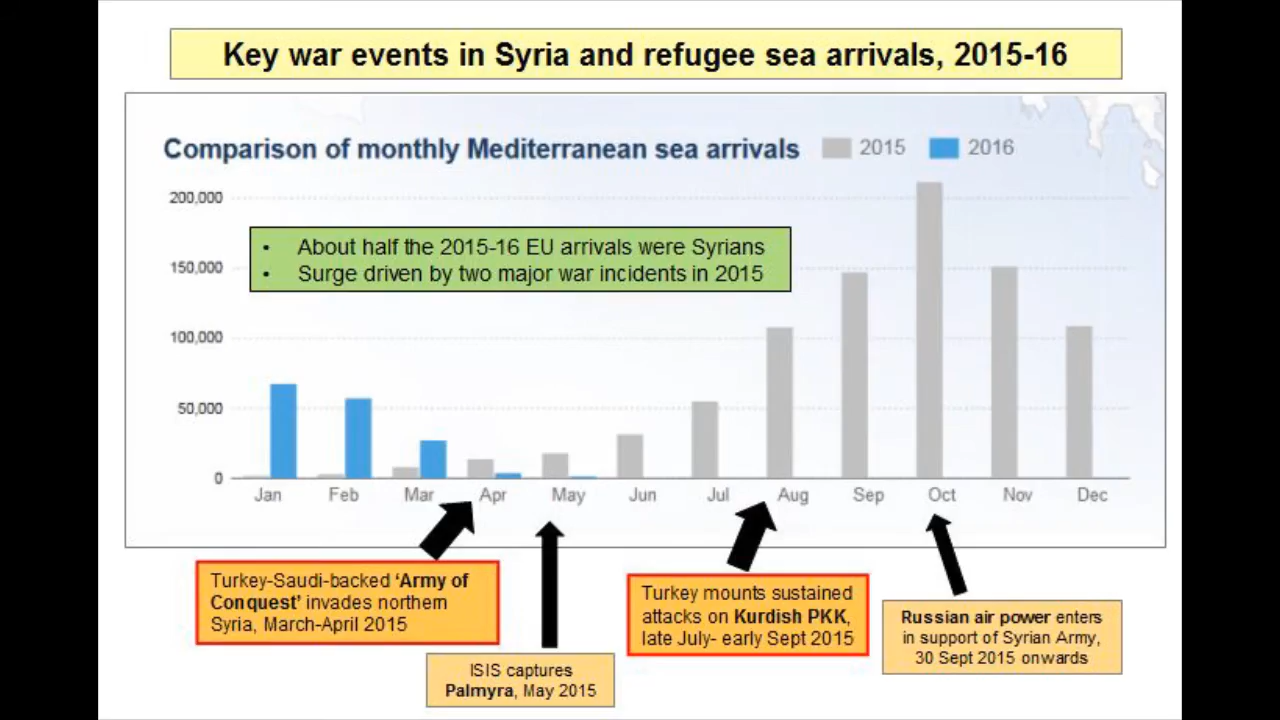 Key war events in Syria and refugee sea arrivals, 2015-16
Comparison of monthly Mediterranean sea arrivals
2015
2016
200,000
150,000
100,000
50,000
0
• About half the 2015-16 EU arrivals were Syrians
• Surge driven by two major war incidents in 2015
Jan Feb Mar Apr May Jun Jul Aug Sep Oct Nov Dec
Turkey-Saudi-backed ‘Army of
Conquest’ invades northern
Syria, March-April 2015
ISIS captures
Palmyra, May 2015
Turkey mounts sustained
attacks on Kurdish PKK,
late July- early Sept 2015
Russian air power enters
in support of Syrian Army,
30 Sept 2015 onwards